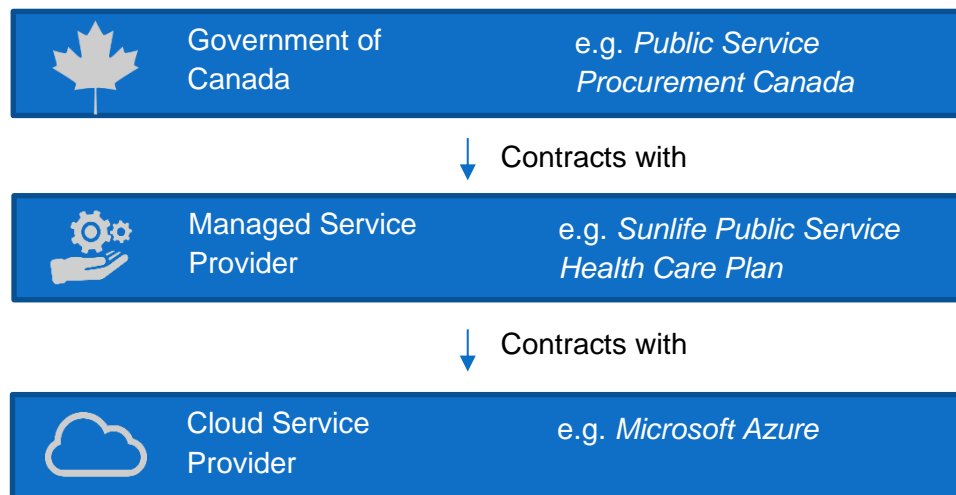 Government of
Canada
e.g. Public Service
Procurement Canada
Contracts with
Managed Service
Provider
e.g. Sunlife Public Service
Health Care Plan
Contracts with
Cloud Service
Provider
e.g. Microsoft Azure